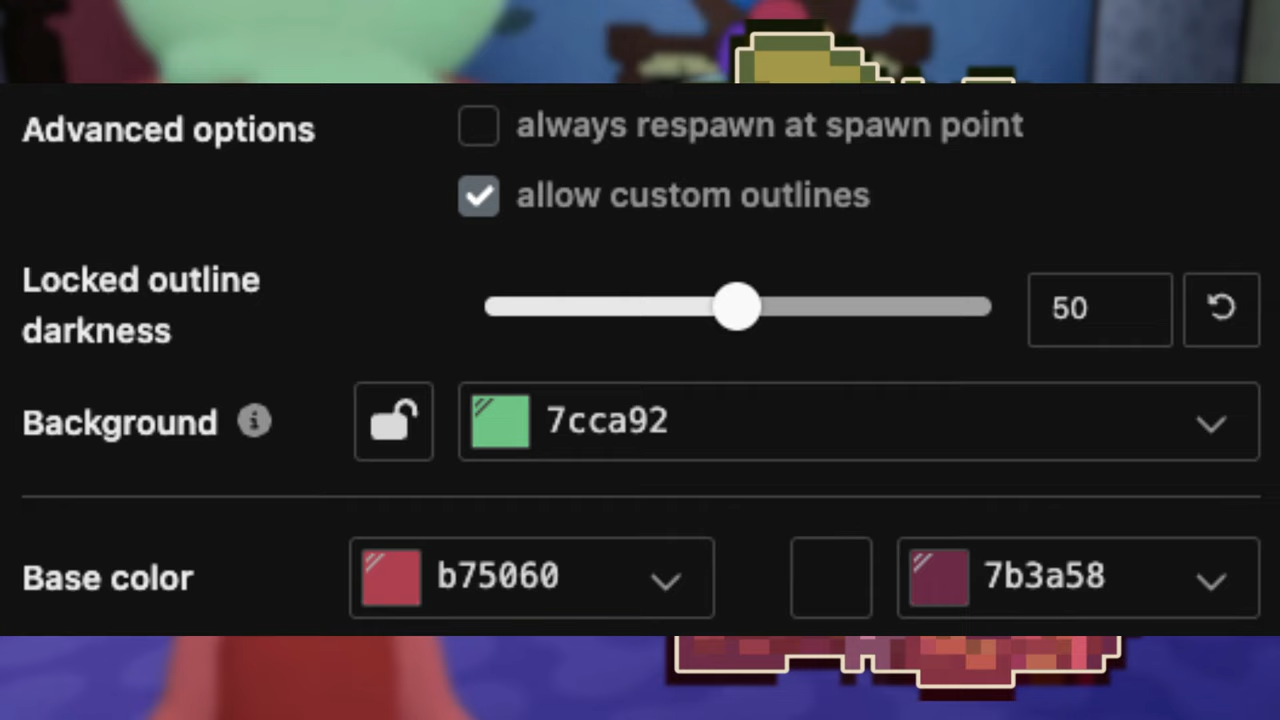 Advanced options
always respawn at spawn point
allow custom outlines
Locked outline
darkness
50
Background
7cca92
Base color
b75060
7b3a58